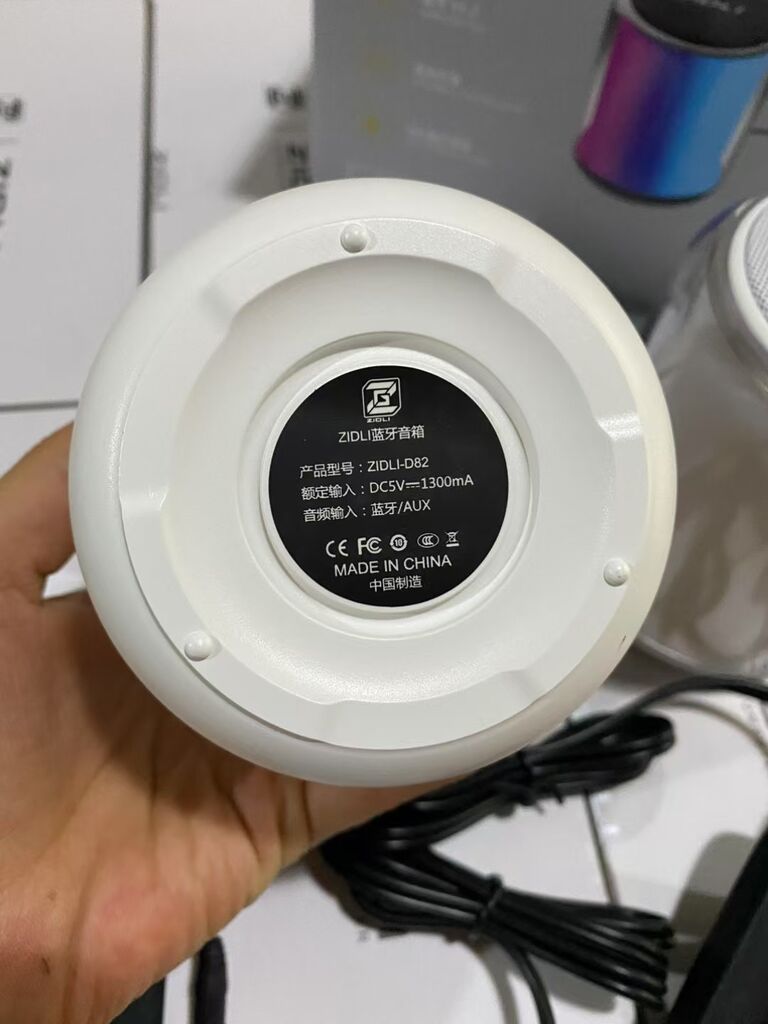 ZIDLI
ZIDLI蓝牙音箱
产品型号：ZIDLI-D82
额定输入：DC5V⎓1300mA
音频输入：蓝牙/AUX
CE FC 10 CCC
MADE IN CHINA
中国制造